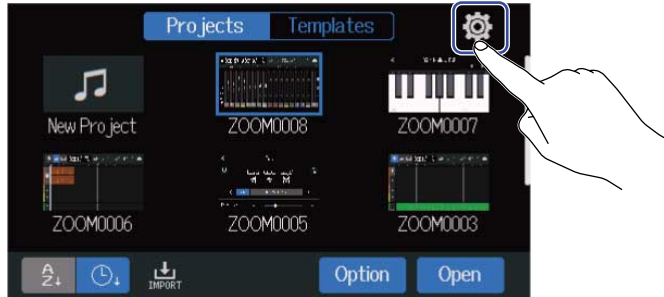 Projects Templates
New Project ZOOM0008 ZOOM0007
ZOOM0006 ZOOM0005 ZOOM0003
A
Z↓
IMPORT Option Open